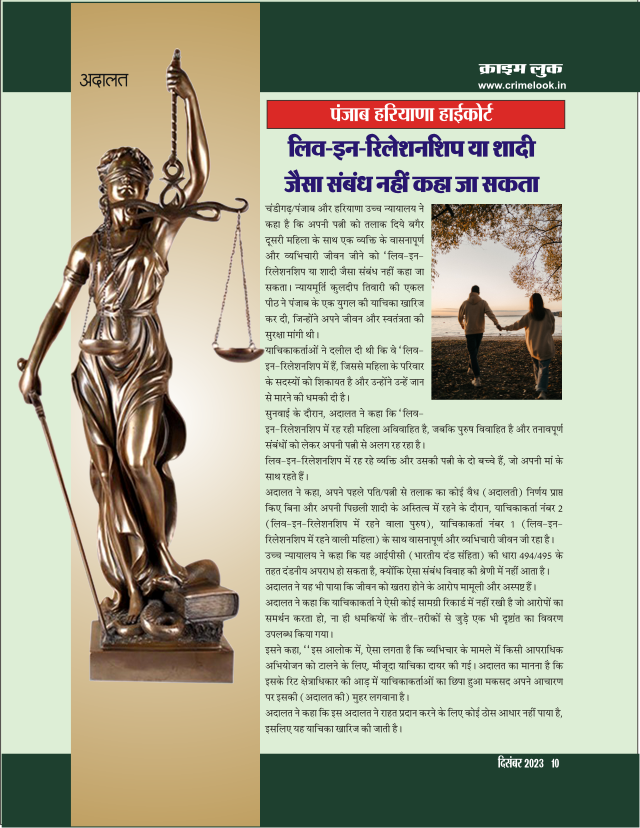 अदालत
क्राइम लुक
www.crimelook.in
पंजाब हरियाणा हाईकोर्ट
लिव-इन-रिलेशनशिप या शादी
जैसा संबंध नहीं कहा जा सकता
चंडीगढ़/पंजाब और हरियाणा उच्च न्यायालय ने
कहा है कि अपनी पत्नी को तलाक दिये बगैर
दूसरी महिला के साथ एक व्यक्ति के वासनापूर्ण
और व्यभिचारी जीवन जीने को ‘लिव-इन-
रिलेशनशिप या शादी जैसा संबंध नहीं कहा जा
सकता। न्यायमूर्ति कुलदीप तिवारी की एकल
पीठ ने पंजाब के एक युगल की याचिका खारिज
कर दी, जिन्होंने अपने जीवन और स्वतंत्रता की
सुरक्षा मांगी थी।
याचिकाकर्ताओं ने दलील दी थी कि वे ‘लिव-
इन-रिलेशनशिप में हैं, जिससे महिला के परिवार
के सदस्यों को शिकायत है और उन्होंने उन्हें जान
से मारने की धमकी दी है।
सुनवाई के दौरान, अदालत ने कहा कि ‘लिव-
इन-रिलेशनशिप में रह रही महिला अविवाहित है, जबकि पुरुष विवाहित है और तनावपूर्ण
संबंधों को लेकर अपनी पत्नी से अलग रह रहा है।
लिव-इन-रिलेशनशिप में रह रहे व्यक्ति और उसकी पत्नी के दो बच्चे हैं, जो अपनी मां के
साथ रहते हैं।
अदालत ने कहा, अपने पहले पति/पत्नी से तलाक का कोई वैध (अदालती) निर्णय प्राप्त
किए बिना और अपनी पिछली शादी के अस्तित्व में रहने के दौरान, याचिकाकर्ता नंबर 2
(लिव-इन-रिलेशनशिप में रहने वाला पुरुष), याचिकाकर्ता नंबर 1 (लिव-इन-
रिलेशनशिप में रहने वाली महिला) के साथ वासनापूर्ण और व्यभिचारी जीवन जी रहा है।
उच्च न्यायालय ने कहा कि यह आईपीसी (भारतीय दंड संहिता) की धारा 494/495 के
तहत दंडनीय अपराध हो सकता है, क्योंकि ऐसा संबंध विवाह की श्रेणी में नहीं आता है।
अदालत ने यह भी पाया कि जीवन को खतरा होने के आरोप मामूली और अस्पष्ट हैं।
अदालत ने कहा कि याचिकाकर्ता ने ऐसी कोई सामग्री रिकार्ड में नहीं रखी है जो आरोपों का
समर्थन करता हो, ना ही धमकियों के तौर-तरीकों से जुड़े एक भी दृष्टांत का विवरण
उपलब्ध किया गया।
इसने कहा, ‘‘इस आलोक में, ऐसा लगता है कि व्यभिचार के मामले में किसी आपराधिक
अभियोजन को टालने के लिए, मौजूदा याचिका दायर की गई। अदालत का मानना है कि
इसके रिट क्षेत्राधिकार की आड़ में याचिकाकर्ताओं का छिपा हुआ मकसद अपने आचारण
पर इसकी (अदालत की) मुहर लगवाना है।
अदालत ने कहा कि इस अदालत ने राहत प्रदान करने के लिए कोई ठोस आधार नहीं पाया है,
इसलिए यह याचिका खारिज की जाती है।
दिसंबर 2023 10